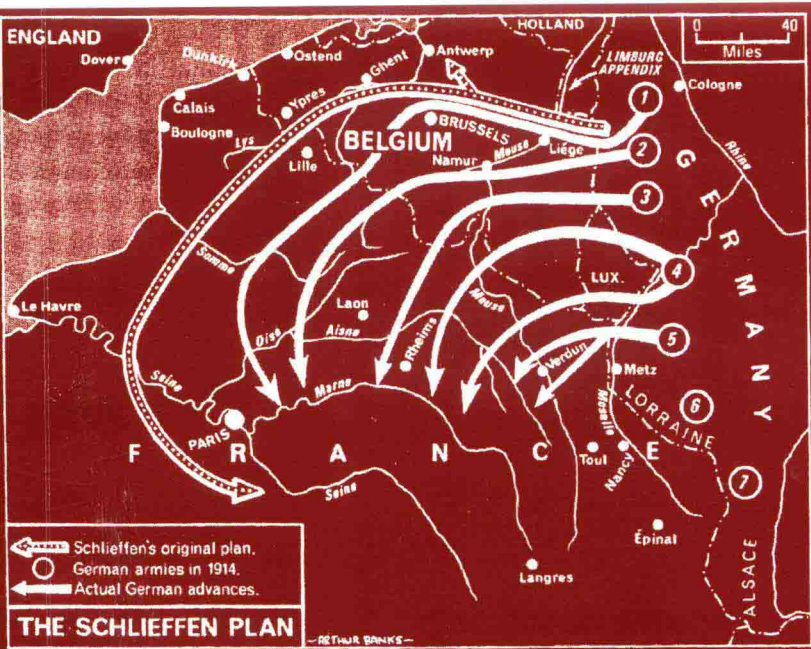 ENGLAND
Dover
Dunkirk
Ostend
Calais
Boulogne
Ypres
Ghent
Antwerp
HOLLAND
LIMBURG
APPENDIX
0 40
Miles
Cologne
1
Lys
Lille
BELGIUM
BRUSSELS
Namur
Meuse
Liége
2
3
Rhine
GERMANY
Somme
Le Havre
Oise
Laon
Aisne
Rheims
Meuse
LUX.
4
5
Verdun
Metz
Seine
PARIS
Marne
Moselle
LORRAINE
6
FRANCE
Toul
Nancy
7
Seine
Épinal
Langres
ALSACE
Schlieffen's original plan.
German armies in 1914.
Actual German advances.
THE SCHLIEFFEN PLAN
-ARTHUR BANKS-